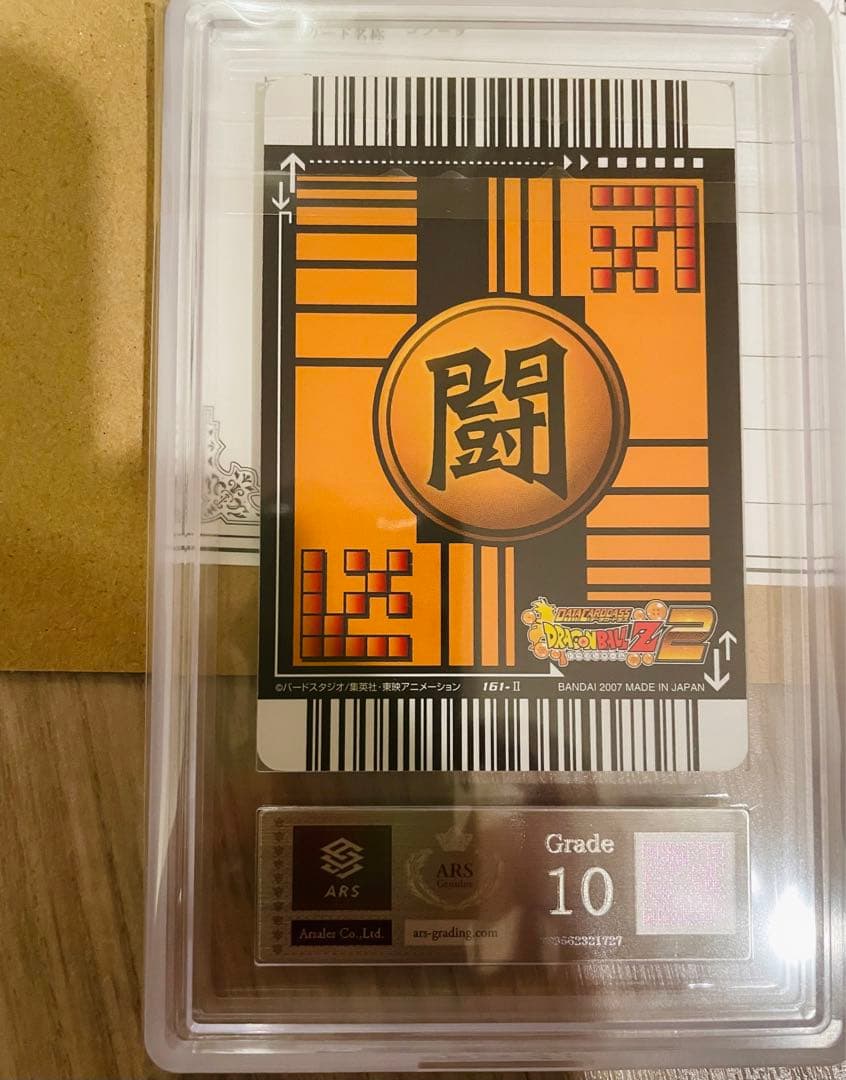 闘
DATA CARDDASS
DRAGON BALL Z 2
©バードスタジオ/集英社・東映アニメーション 161-II BANDAI 2007 MADE IN JAPAN
ARS
Arsales Co.,Ltd.
ARS
Genuine
ars-grading.com
Grade
10